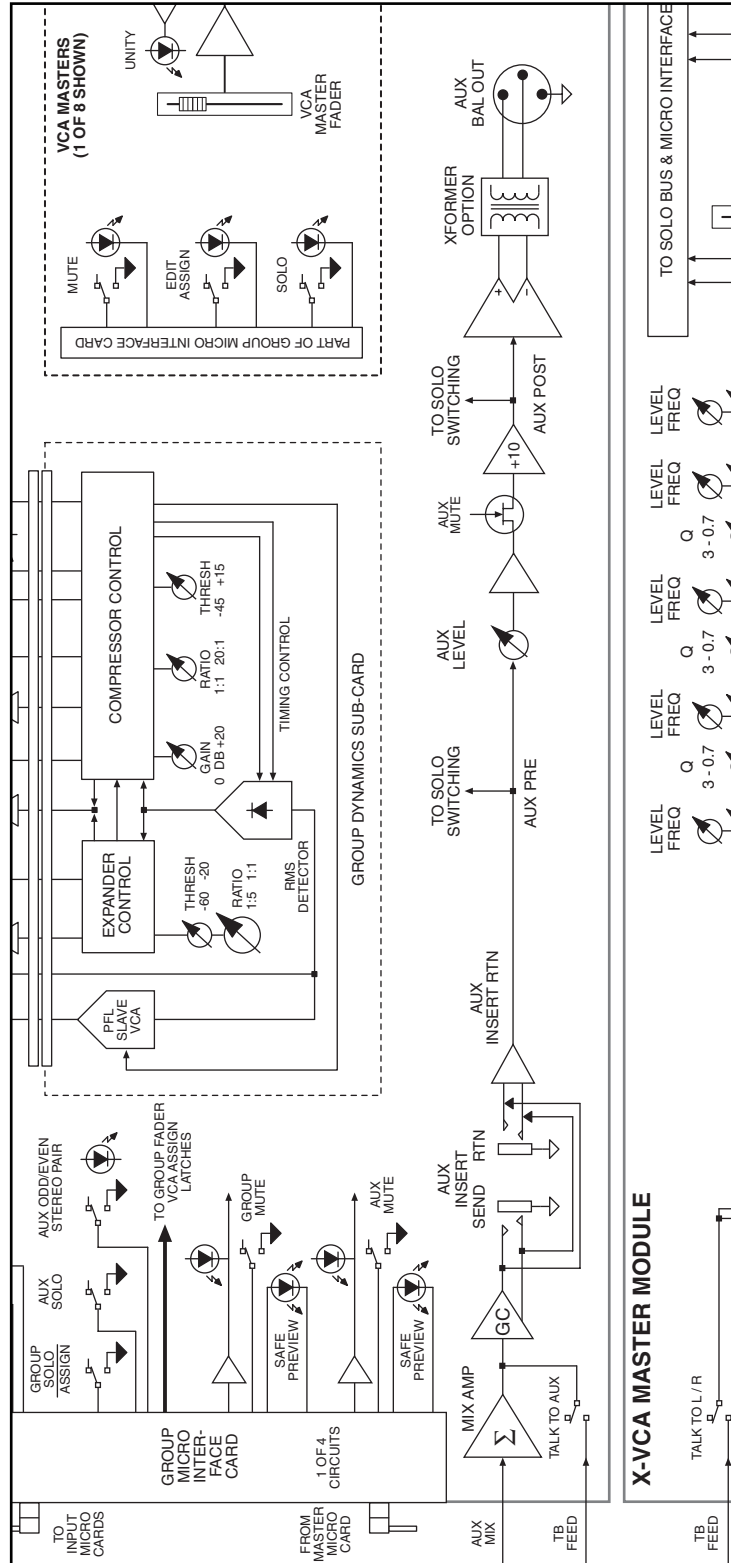 VCA MASTERS
(1 OF 8 SHOWN)
UNITY
VCA
MASTER
FADER
MUTE
EDIT
ASSIGN
SOLO
PART OF GROUP MICRO INTERFACE CARD
COMPRESSOR CONTROL
EXPANDER
CONTROL
PFL
SLAVE
VCA
THRESH
-60 -20
RATIO
1:5 1:1
GAIN
0 DB +20
RATIO
1:1 20:1
THRESH
-45 +15
TIMING CONTROL
RMS
DETECTOR
GROUP DYNAMICS SUB-CARD
GROUP
SOLO
ASSIGN
AUX
SOLO
AUX ODD/EVEN
STEREO PAIR
TO GROUP FADER
VCA ASSIGN
LATCHES
GROUP
MICRO
INTER-
FACE
CARD
1 OF 4
CIRCUITS
GROUP
MUTE
SAFE
PREVIEW
AUX
MUTE
SAFE
PREVIEW
TO
INPUT
MICRO
CARDS
FROM
MASTER
MICRO
CARD
AUX
MIX
TB
FEED
MIX AMP
Σ
TALK TO AUX
GC
AUX
INSERT
SEND RTN
AUX
INSERT RTN
TO SOLO
SWITCHING
AUX PRE
AUX
LEVEL
AUX
MUTE
+10
TO SOLO
SWITCHING
AUX POST
+
–
XFORMER
OPTION
AUX
BAL OUT
X-VCA MASTER MODULE
TB
FEED
TALK TO L / R
LEVEL
FREQ
Q
3 - 0.7
LEVEL
FREQ
Q
3 - 0.7
LEVEL
FREQ
Q
3 - 0.7
LEVEL
FREQ
LEVEL
FREQ
TO SOLO BUS & MICRO INTERFACE